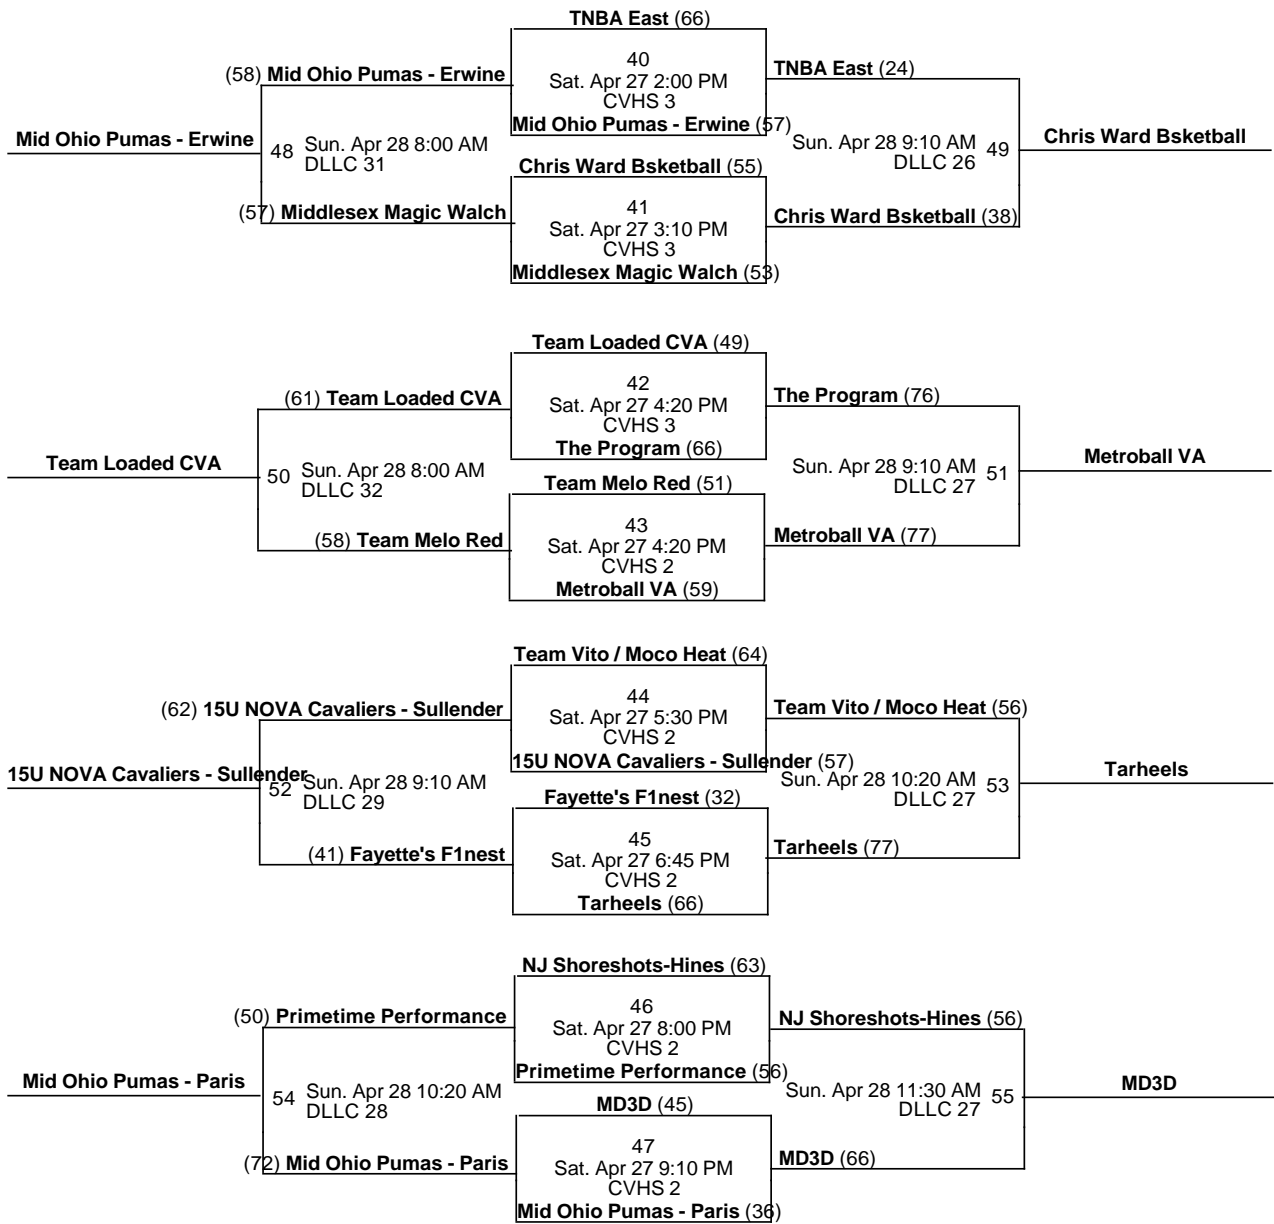 TNBA East (66)
40
Sat. Apr 27 2:00 PM
CVHS 3
(58) Mid Ohio Pumas - Erwine
TNBA East (24)
Mid Ohio Pumas - Erwine (57)
Mid Ohio Pumas - Erwine
48 Sun. Apr 28 8:00 AM
DLLC 31
Sun. Apr 28 9:10 AM 49
DLLC 26
Chris Ward Bsketball
Chris Ward Bsketball (55)
41
Sat. Apr 27 3:10 PM
CVHS 3
(57) Middlesex Magic Walch
Chris Ward Bsketball (38)
Middlesex Magic Walch (53)
Team Loaded CVA (49)
42
Sat. Apr 27 4:20 PM
CVHS 3
(61) Team Loaded CVA
The Program (76)
The Program (66)
Team Loaded CVA
50 Sun. Apr 28 8:00 AM
DLLC 32
Sun. Apr 28 9:10 AM 51
DLLC 27
Metroball VA
Team Melo Red (51)
43
Sat. Apr 27 4:20 PM
CVHS 2
(58) Team Melo Red
Metroball VA (77)
Metroball VA (59)
Team Vito / Moco Heat (64)
44
Sat. Apr 27 5:30 PM
CVHS 2
(62) 15U NOVA Cavaliers - Sullender
Team Vito / Moco Heat (56)
15U NOVA Cavaliers - Sullender (57)
15U NOVA Cavaliers - Sullender
52 Sun. Apr 28 9:10 AM
DLLC 29
Sun. Apr 28 10:20 AM 53
DLLC 27
Tarheels
Fayette's F1nest (32)
45
Sat. Apr 27 6:45 PM
CVHS 2
(41) Fayette's F1nest
Tarheels (77)
Tarheels (66)
NJ Shoreshots-Hines (63)
46
Sat. Apr 27 8:00 PM
CVHS 2
(50) Primetime Performance
NJ Shoreshots-Hines (56)
Primetime Performance (56)
Mid Ohio Pumas - Paris
54 Sun. Apr 28 10:20 AM
DLLC 28
Sun. Apr 28 11:30 AM 55
DLLC 27
MD3D
MD3D (45)
47
Sat. Apr 27 9:10 PM
CVHS 2
(72) Mid Ohio Pumas - Paris
MD3D (66)
Mid Ohio Pumas - Paris (36)